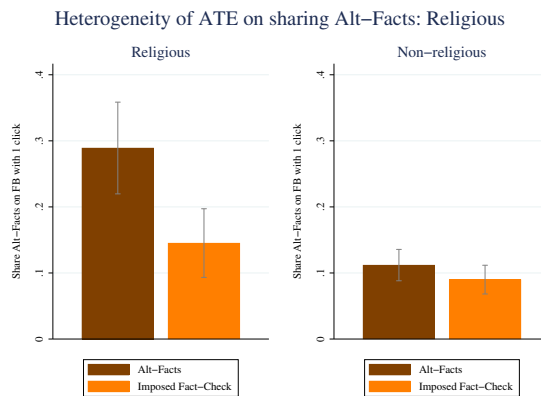 Heterogeneity of ATE on sharing Alt−Facts: Religious
Religious
Share Alt−Facts on FB with 1 click
.4
.3
.2
.1
0
Alt−Facts
Imposed Fact−Check
Non−religious
Share Alt−Facts on FB with 1 click
.4
.3
.2
.1
0
Alt−Facts
Imposed Fact−Check